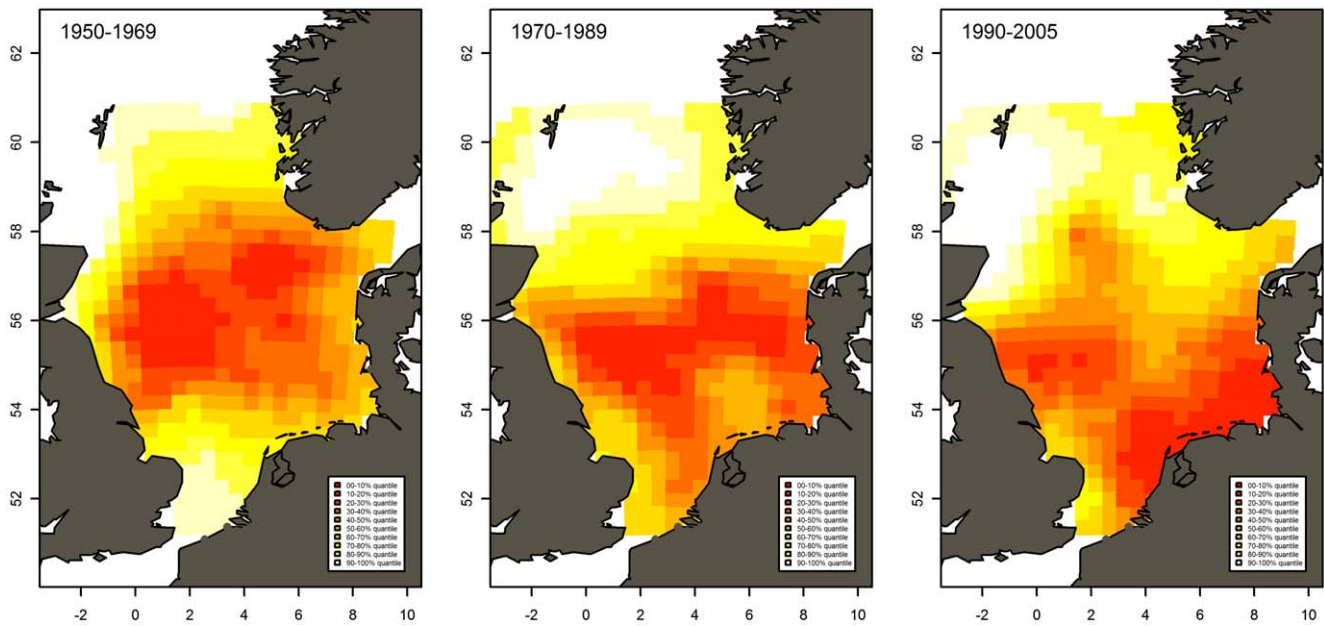 1950-1969
62
60
58
56
54
52
00-10% quantile
10-20% quantile
20-30% quantile
30-40% quantile
40-50% quantile
50-60% quantile
60-70% quantile
70-80% quantile
80-90% quantile
90-100% quantile
-2 0 2 4 6 8 10
1970-1989
62
60
58
56
54
52
00-10% quantile
10-20% quantile
20-30% quantile
30-40% quantile
40-50% quantile
50-60% quantile
60-70% quantile
70-80% quantile
80-90% quantile
90-100% quantile
-2 0 2 4 6 8 10
1990-2005
62
60
58
56
54
52
00-10% quantile
10-20% quantile
20-30% quantile
30-40% quantile
40-50% quantile
50-60% quantile
60-70% quantile
70-80% quantile
80-90% quantile
90-100% quantile
-2 0 2 4 6 8 10